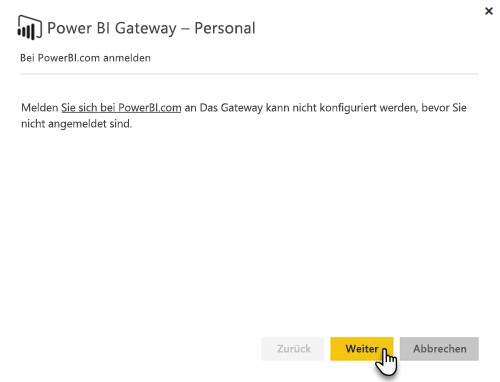 Power BI Gateway – Personal
Bei PowerBI.com anmelden
Melden Sie sich bei PowerBI.com an Das Gateway kann nicht konfiguriert werden, bevor Sie
nicht angemeldet sind.
Zurück Weiter Abbrechen